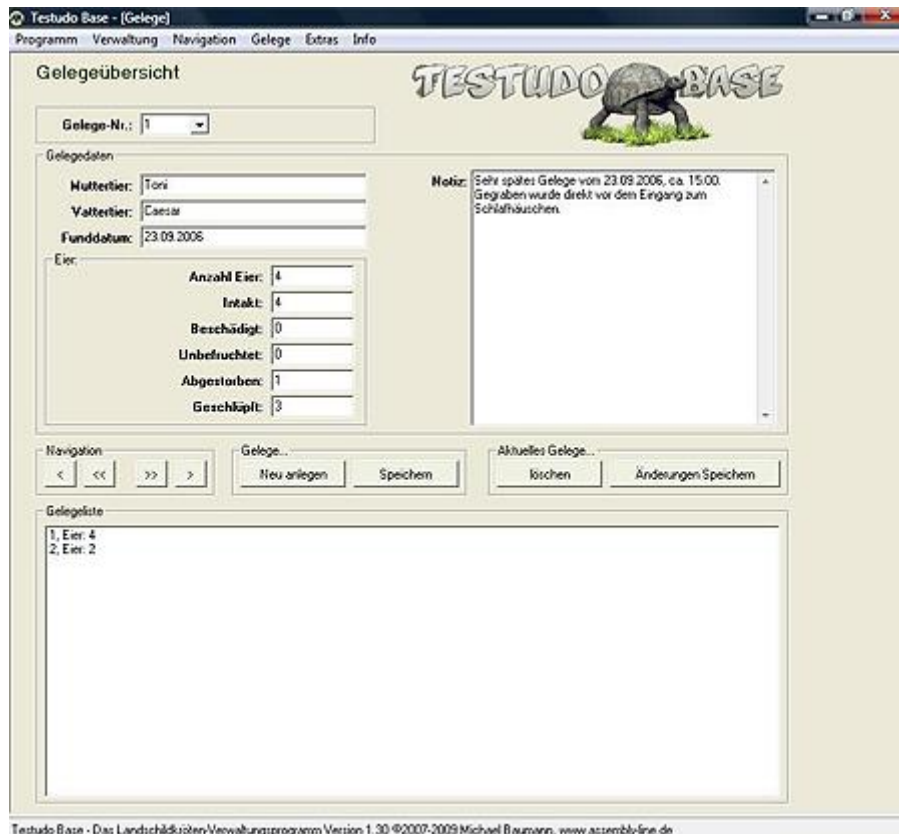 Testudo Base - [Gelege]
Programm Verwaltung Navigation Gelege Extras Info
Gelegeübersicht
TESTUDO BASE
Gelege-Nr.: 1
Gelegedaten
Muttertier: Toni
Vattertier: Caesar
Funddatum: 23.09.2006
Notiz: Sehr spätes Gelege vom 23.09.2006, ca. 15:00.
Gegraben wurde direkt vor dem Eingang zum
Schlafhäuschen.
Eier:
Anzahl Eier: 4
Intakt: 4
Beschädigt: 0
Unbefruchtet: 0
Abgestorben: 1
Geschlüpft: 3
Navigation Gelege... Aktuelles Gelege...
< << >> > Neu anlegen Speichern löschen Änderungen Speichern
Gelegeliste
1, Eier: 4
2, Eier: 2
Testudo Base - Das Landschildkröten-Verwaltungsprogramm Version 1.30 ©2007-2009 Michael Baumann, www.assembly-line.de